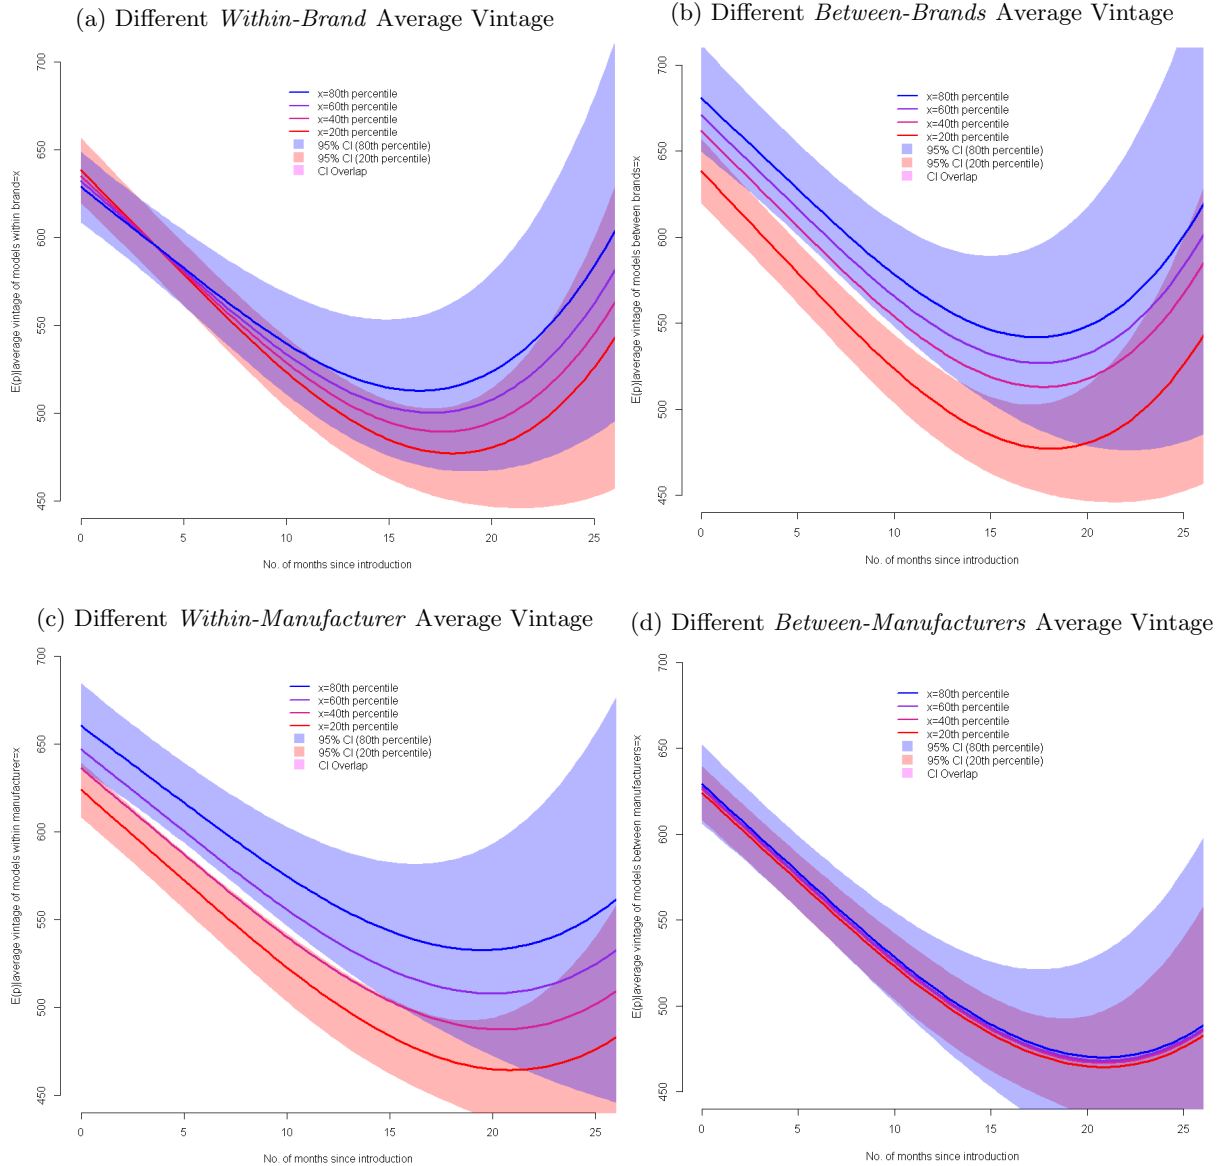 (a) Different Within-Brand Average Vintage
700
650
600
550
500
450
E(p)|average vintage of models within brand=x
x=80th percentile
x=60th percentile
x=40th percentile
x=20th percentile
95% CI (80th percentile)
95% CI (20th percentile)
CI Overlap
0 5 10 15 20 25
No. of months since introduction
(b) Different Between-Brands Average Vintage
700
650
600
550
500
450
E(p)|average vintage of models between brands=x
x=80th percentile
x=60th percentile
x=40th percentile
x=20th percentile
95% CI (80th percentile)
95% CI (20th percentile)
CI Overlap
0 5 10 15 20 25
No. of months since introduction
(c) Different Within-Manufacturer Average Vintage
700
650
600
550
500
450
E(p)|average vintage of models within manufacturer=x
x=80th percentile
x=60th percentile
x=40th percentile
x=20th percentile
95% CI (80th percentile)
95% CI (20th percentile)
CI Overlap
0 5 10 15 20 25
No. of months since introduction
(d) Different Between-Manufacturers Average Vintage
700
650
600
550
500
450
E(p)|average vintage of models between manufacturers=x
x=80th percentile
x=60th percentile
x=40th percentile
x=20th percentile
95% CI (80th percentile)
95% CI (20th percentile)
CI Overlap
0 5 10 15 20 25
No. of months since introduction